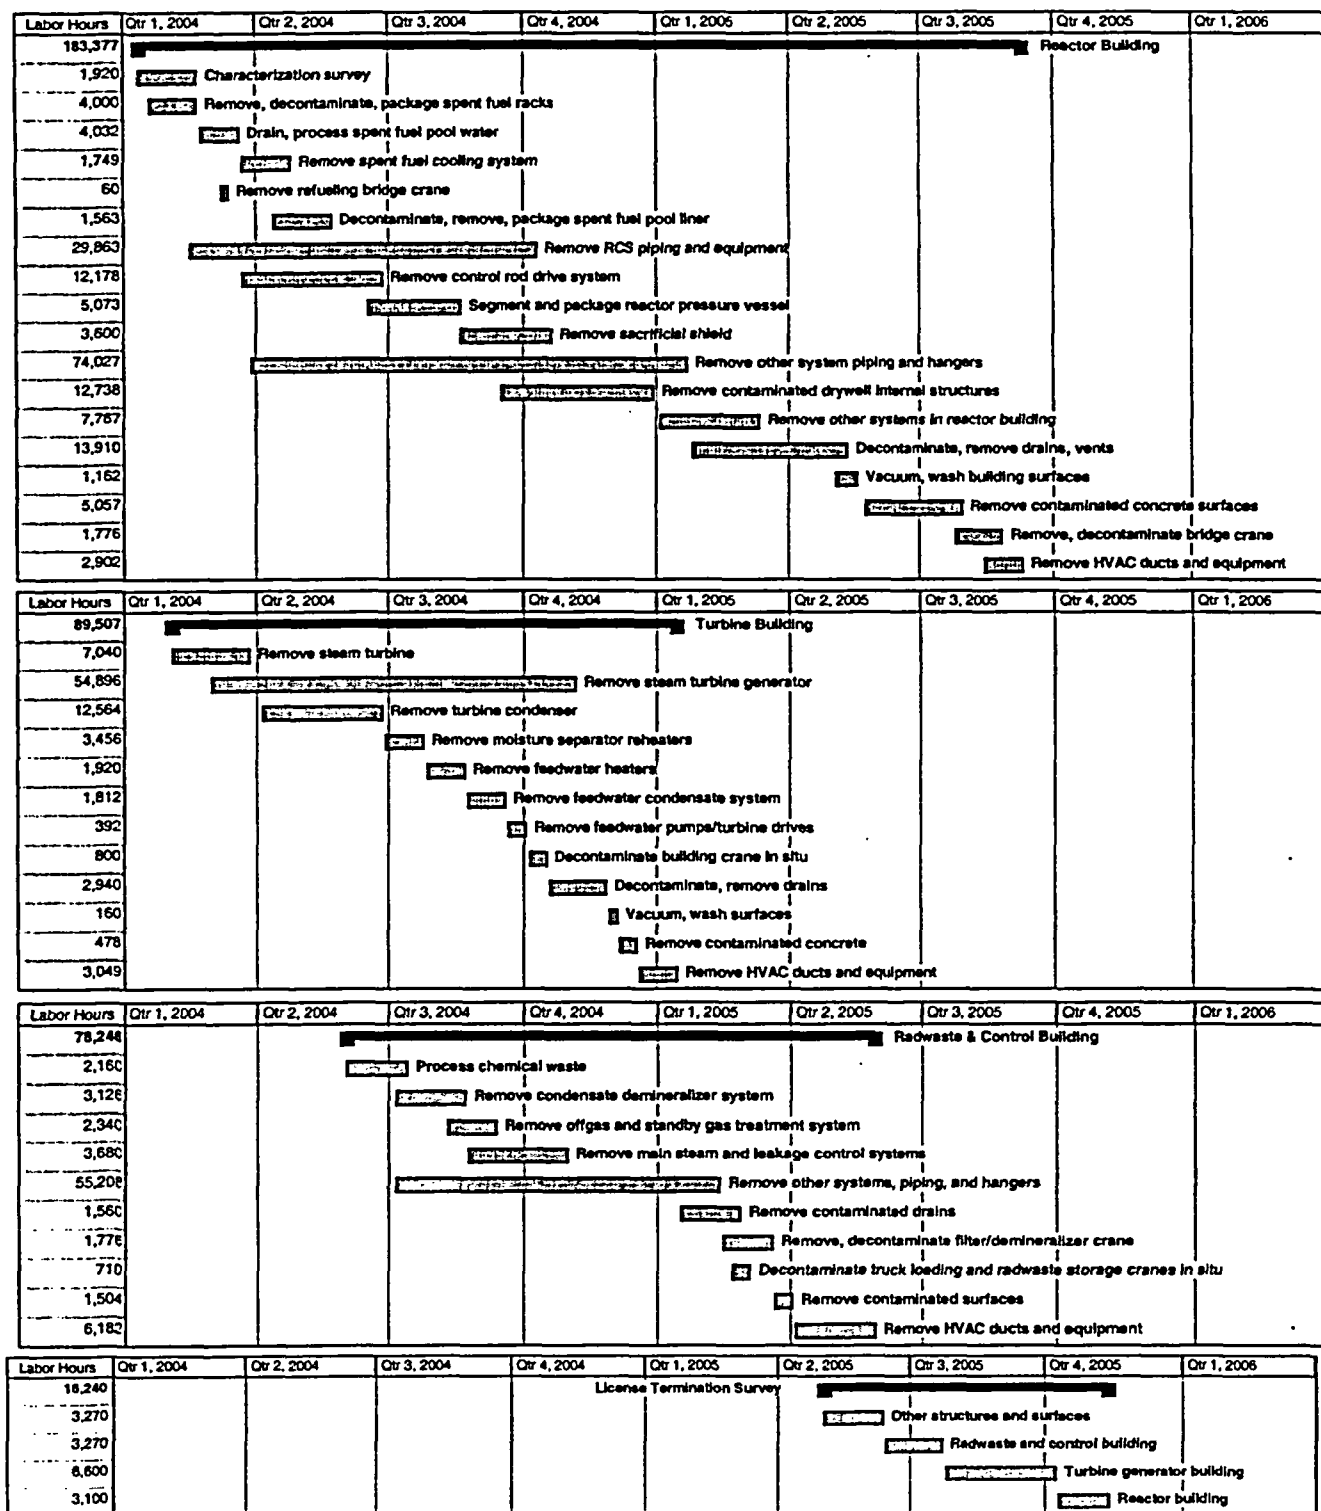 Labor Hours Qtr 1, 2004 Qtr 2, 2004 Qtr 3, 2004 Qtr 4, 2004 Qtr 1, 2005 Qtr 2, 2005 Qtr 3, 2005 Qtr 4, 2005 Qtr 1, 2006
183,377 Reactor Building
1,920 Characterization survey
4,000 Remove, decontaminate, package spent fuel racks
4,032 Drain, process spent fuel pool water
1,749 Remove spent fuel cooling system
60 Remove refueling bridge crane
1,563 Decontaminate, remove, package spent fuel pool liner
29,863 Remove RCS piping and equipment
12,178 Remove control rod drive system
5,073 Segment and package reactor pressure vessel
3,600 Remove sacrificial shield
74,027 Remove other system piping and hangers
12,738 Remove contaminated drywell internal structures
7,767 Remove other systems in reactor building
13,910 Decontaminate, remove drains, vents
1,162 Vacuum, wash building surfaces
5,057 Remove contaminated concrete surfaces
1,776 Remove, decontaminate bridge crane
2,902 Remove HVAC ducts and equipment
Labor Hours Qtr 1, 2004 Qtr 2, 2004 Qtr 3, 2004 Qtr 4, 2004 Qtr 1, 2005 Qtr 2, 2005 Qtr 3, 2005 Qtr 4, 2005 Qtr 1, 2006
89,507 Turbine Building
7,040 Remove steam turbine
54,896 Remove steam turbine generator
12,564 Remove turbine condenser
3,456 Remove moisture separator reheaters
1,920 Remove feedwater heaters
1,812 Remove feedwater condensate system
392 Remove feedwater pumps/turbine drives
800 Decontaminate building crane in situ
2,940 Decontaminate, remove drains
160 Vacuum, wash surfaces
478 Remove contaminated concrete
3,049 Remove HVAC ducts and equipment
Labor Hours Qtr 1, 2004 Qtr 2, 2004 Qtr 3, 2004 Qtr 4, 2004 Qtr 1, 2005 Qtr 2, 2005 Qtr 3, 2005 Qtr 4, 2005 Qtr 1, 2006
78,246 Radwaste & Control Building
2,160 Process chemical waste
3,126 Remove condensate demineralizer system
2,340 Remove offgas and standby gas treatment system
3,680 Remove main steam and leakage control systems
55,208 Remove other systems, piping, and hangers
1,560 Remove contaminated drains
1,776 Remove, decontaminate filter/demineralizer crane
710 Decontaminate truck loading and radwaste storage cranes in situ
1,504 Remove contaminated surfaces
6,182 Remove HVAC ducts and equipment
Labor Hours Qtr 1, 2004 Qtr 2, 2004 Qtr 3, 2004 Qtr 4, 2004 Qtr 1, 2005 Qtr 2, 2005 Qtr 3, 2005 Qtr 4, 2005 Qtr 1, 2006
16,240 License Termination Survey
3,270 Other structures and surfaces
3,270 Radwaste and control building
6,600 Turbine generator building
3,100 Reactor building